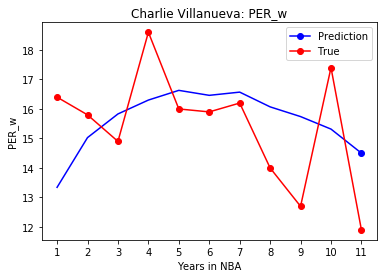 Charlie Villanueva: PER_w
Prediction
True
PER_w
18
17
16
15
14
13
12
1 2 3 4 5 6 7 8 9 10 11
Years in NBA